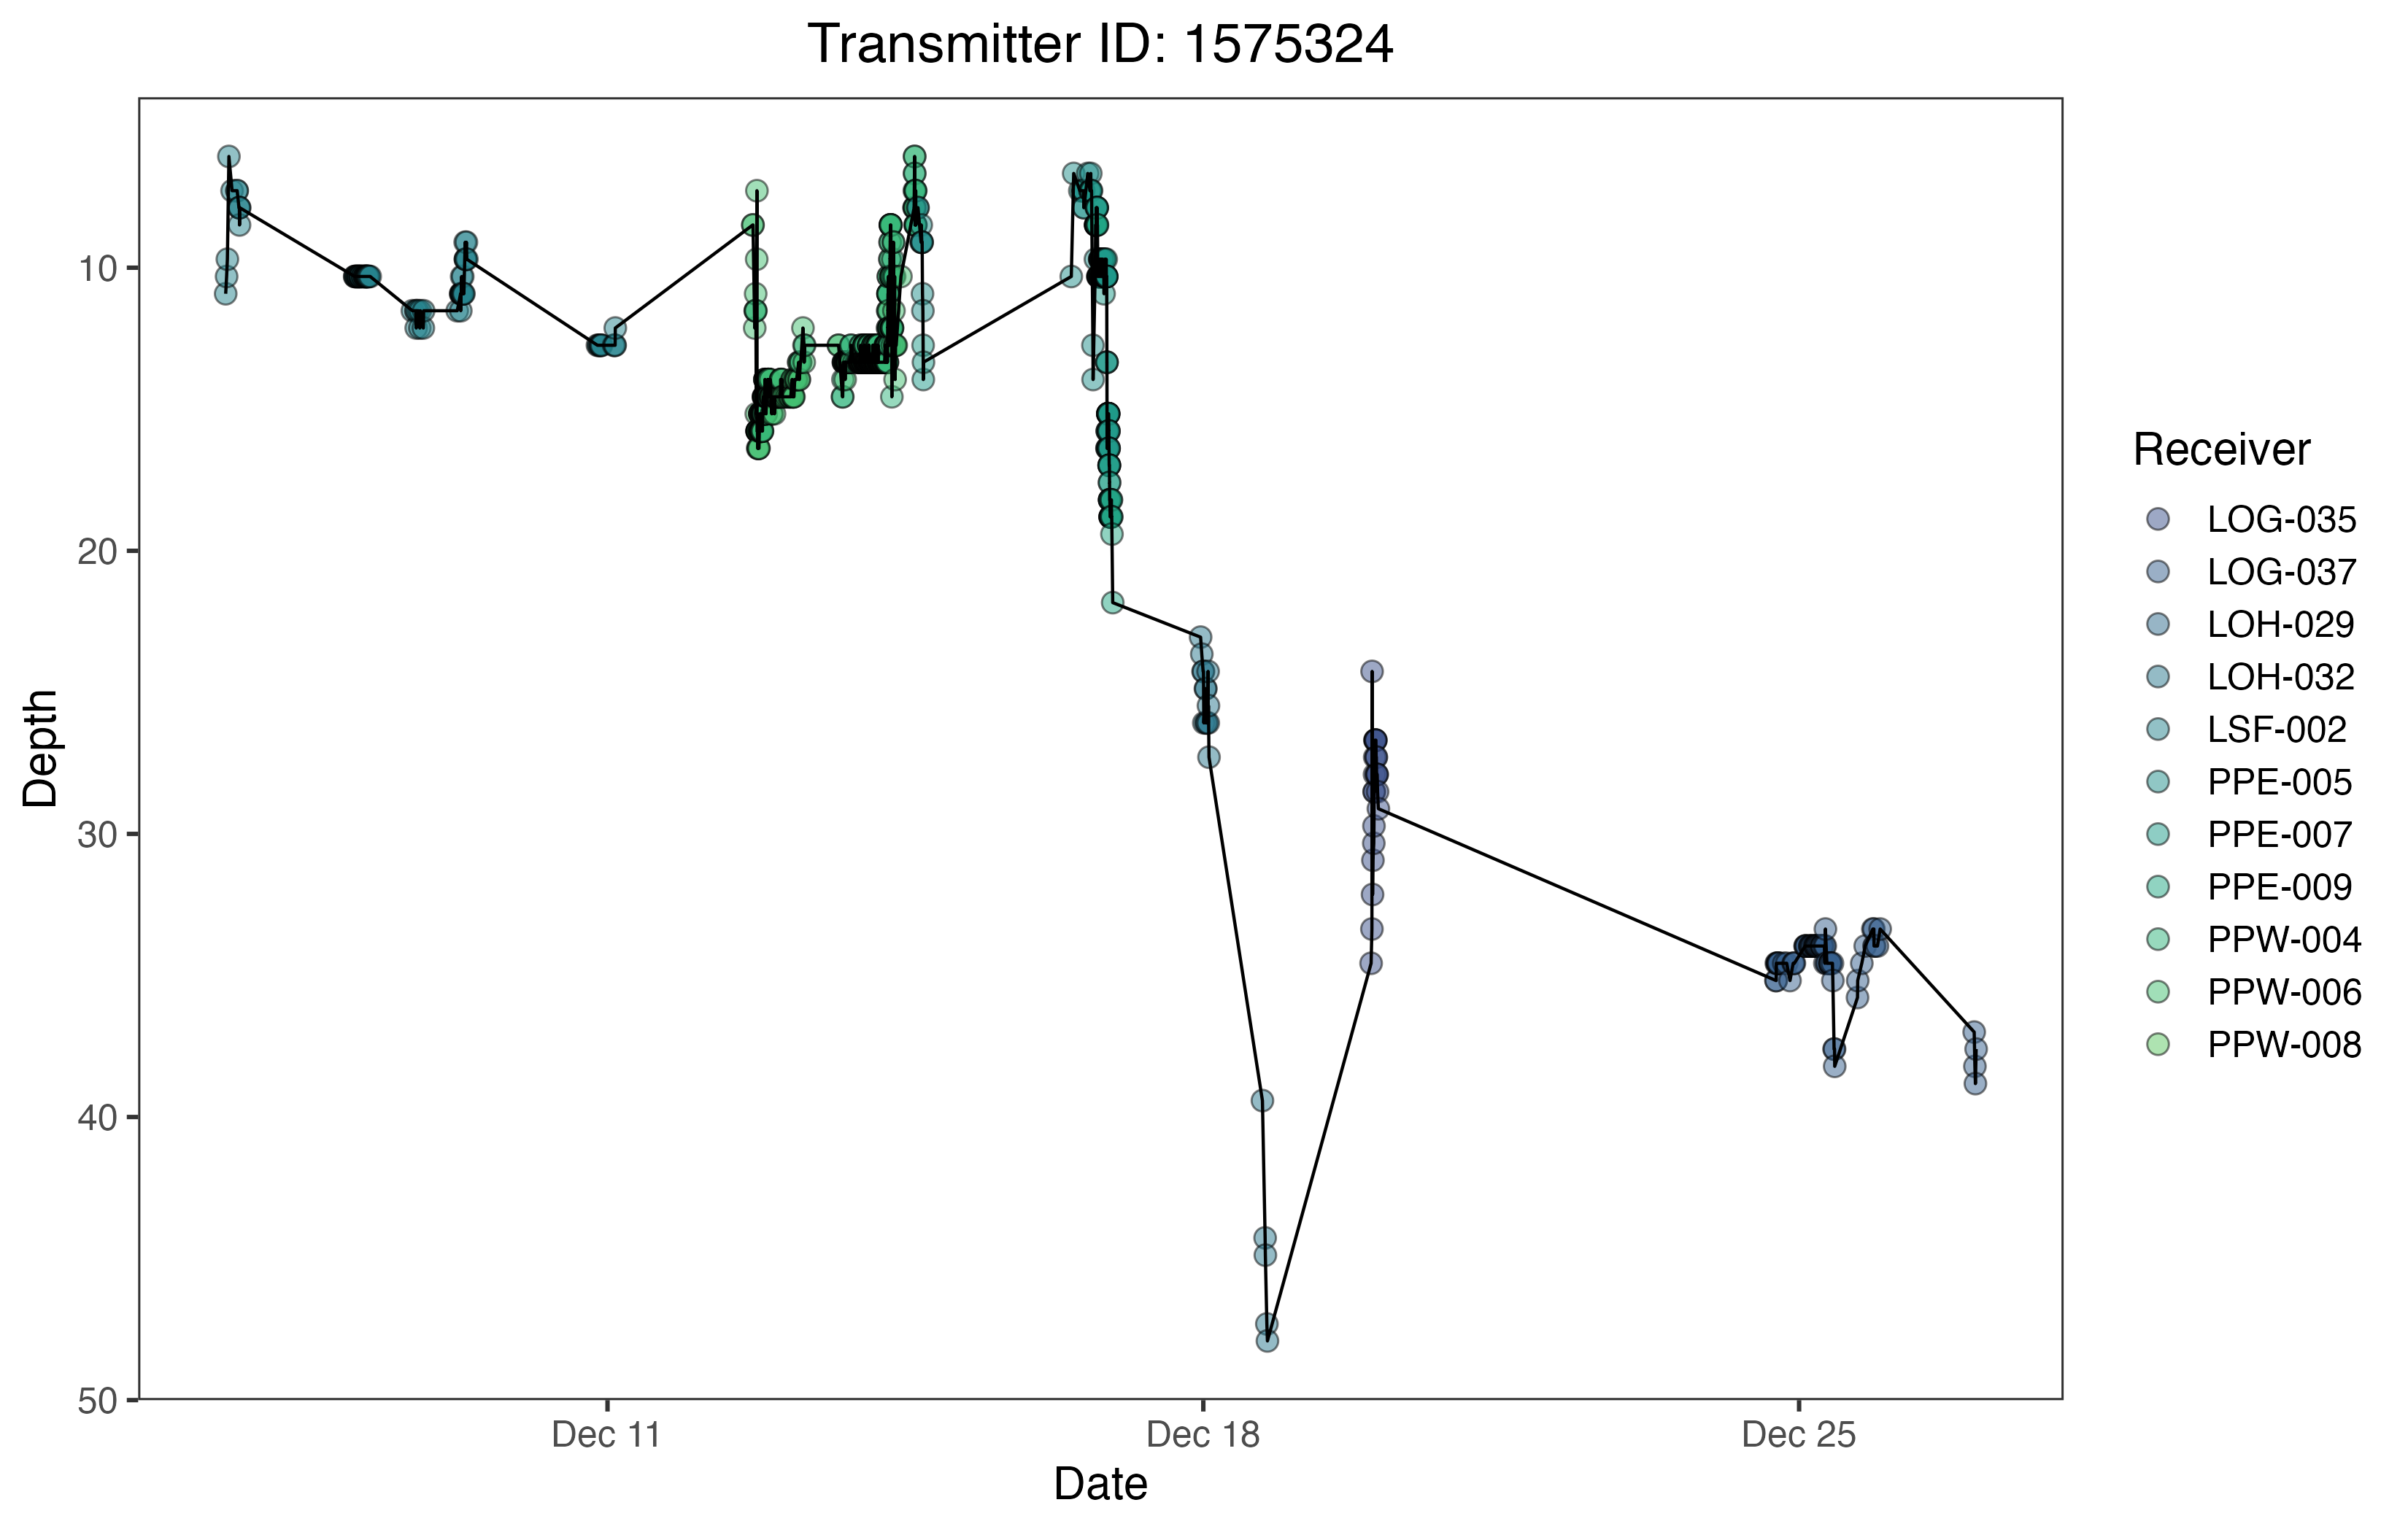 Transmitter ID: 1575324
Depth
10
20
30
40
50
Dec 11
Dec 18
Dec 25
Date
Receiver
LOG-035
LOG-037
LOH-029
LOH-032
LSF-002
PPE-005
PPE-007
PPE-009
PPW-004
PPW-006
PPW-008